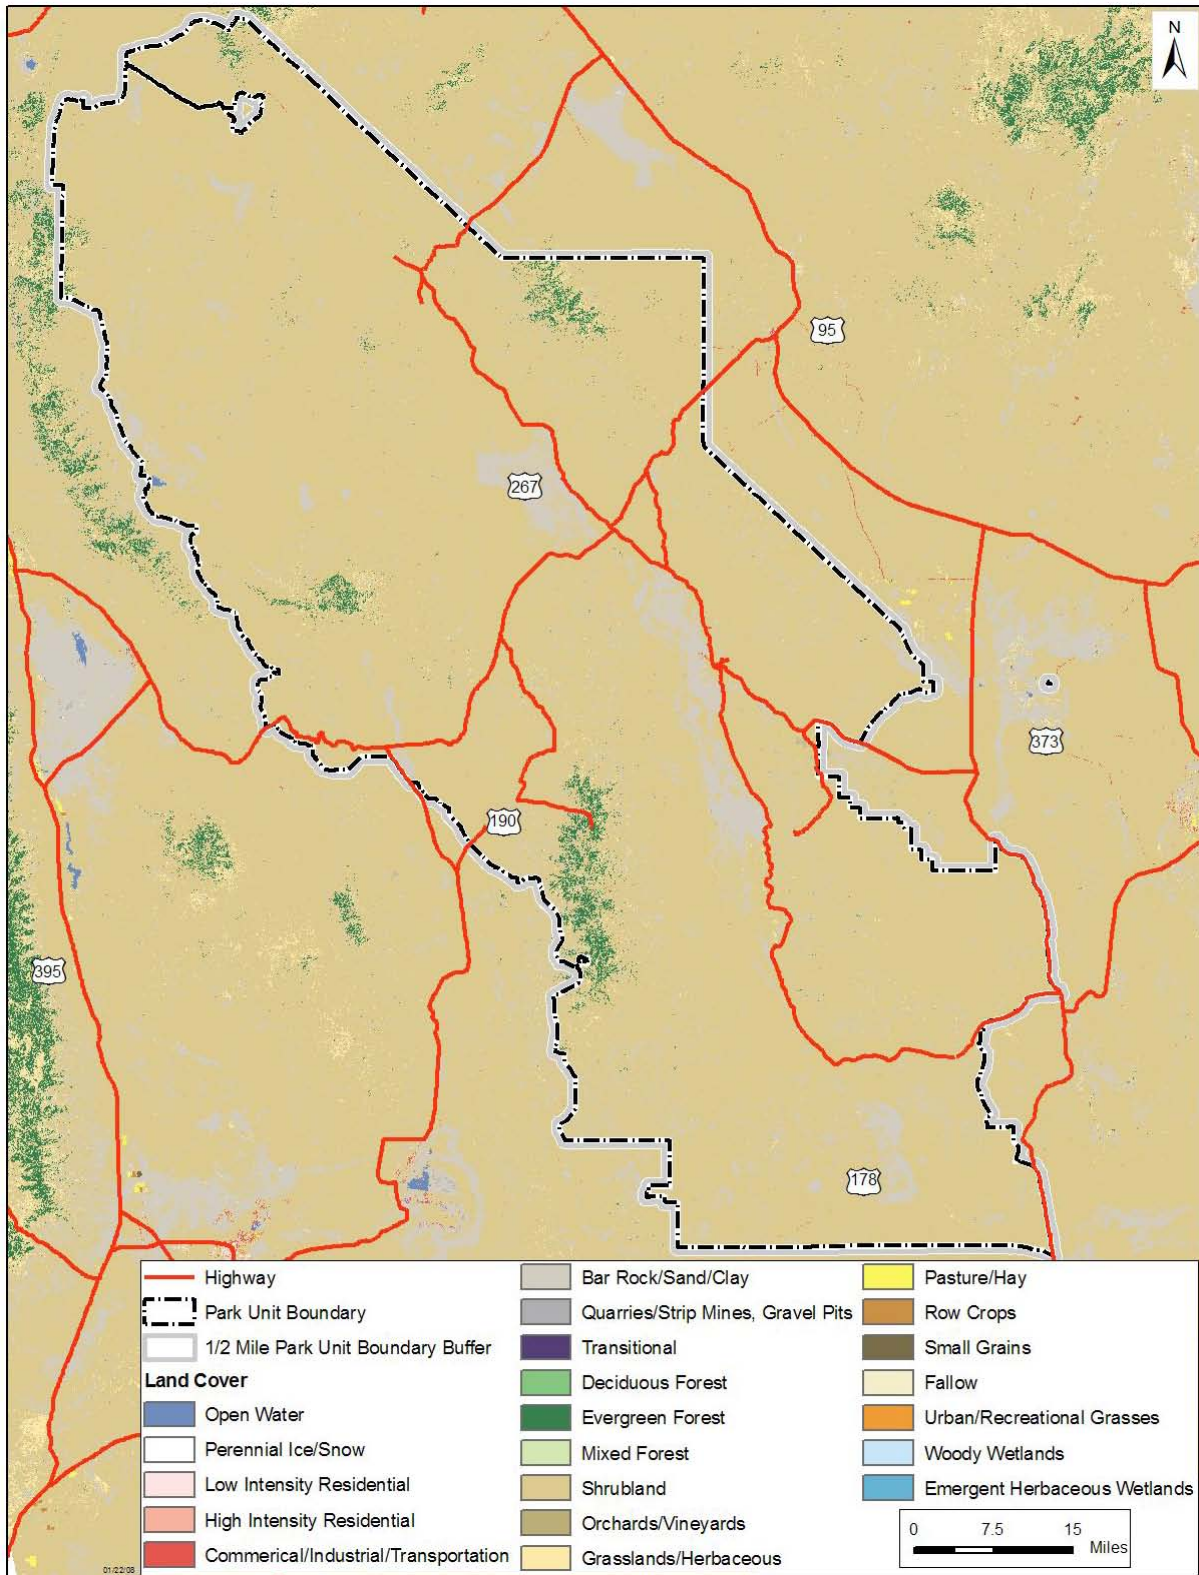 N
95
267
373
190
395
178
Highway
Park Unit Boundary
1/2 Mile Park Unit Boundary Buffer
Land Cover
Open Water
Perennial Ice/Snow
Low Intensity Residential
High Intensity Residential
Commerical/Industrial/Transportation
Bar Rock/Sand/Clay
Quarries/Strip Mines, Gravel Pits
Transitional
Deciduous Forest
Evergreen Forest
Mixed Forest
Shrubland
Orchards/Vineyards
Grasslands/Herbaceous
Pasture/Hay
Row Crops
Small Grains
Fallow
Urban/Recreational Grasses
Woody Wetlands
Emergent Herbaceous Wetlands
0 7.5 15
Miles
01/22/08